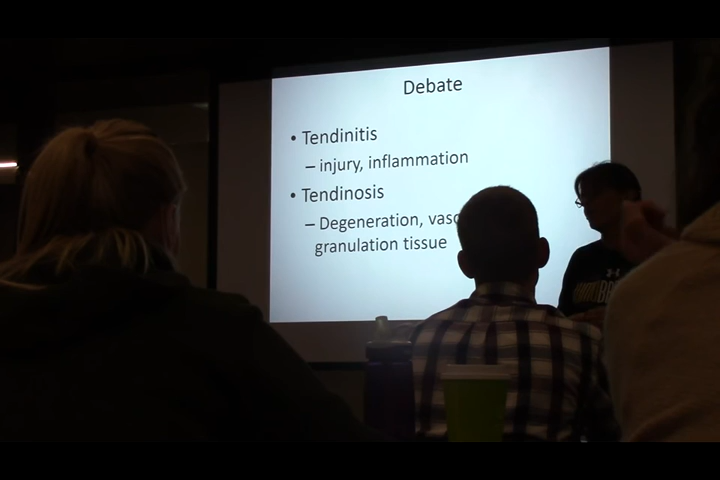 Debate
• Tendinitis
– injury, inflammation
• Tendinosis
– Degeneration,
granulation tissue